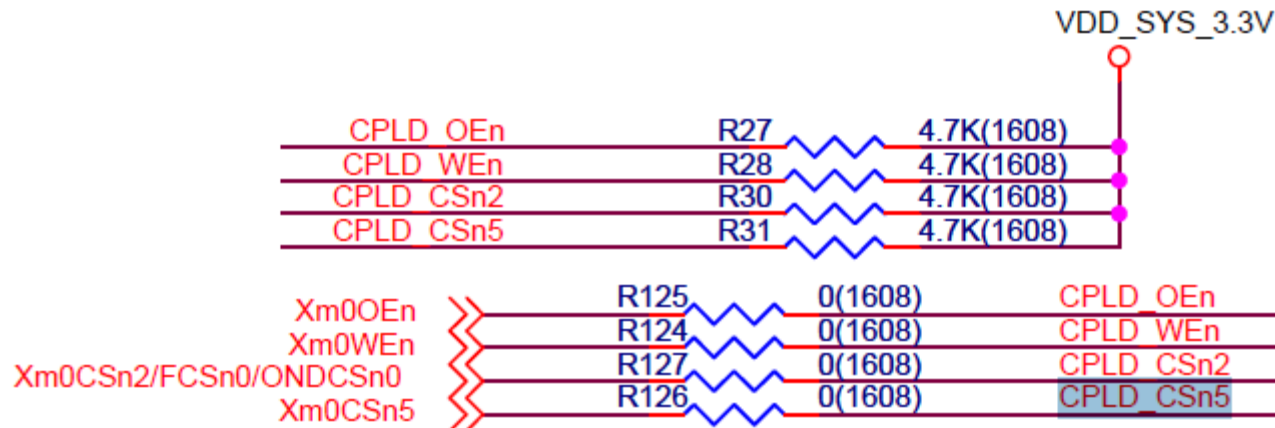 VDD_SYS_3.3V
CPLD_OEn R27 4.7K(1608)
CPLD_WEn R28 4.7K(1608)
CPLD_CSn2 R30 4.7K(1608)
CPLD_CSn5 R31 4.7K(1608)
Xm0OEn R125 0(1608) CPLD_OEn
Xm0WEn R124 0(1608) CPLD_WEn
Xm0CSn2/FCSn0/ONDCSn0 R127 0(1608) CPLD_CSn2
Xm0CSn5 R126 0(1608) CPLD_CSn5